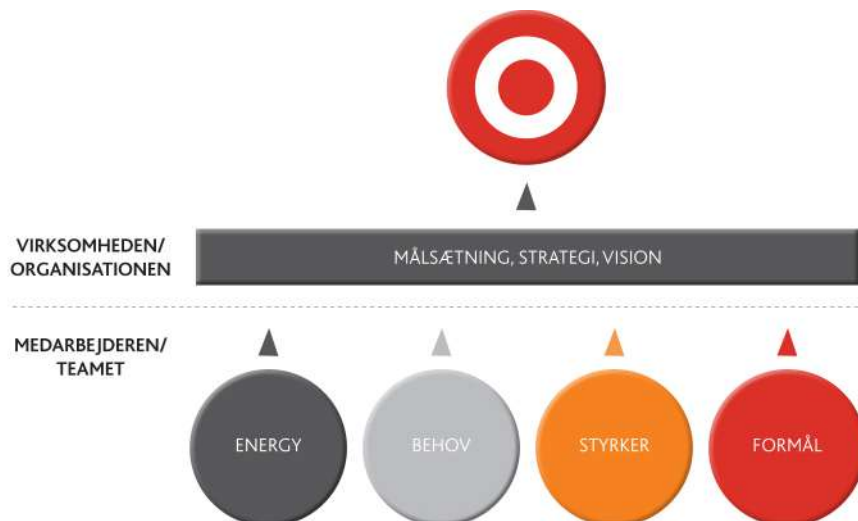 VIRKSOMHEDEN/
ORGANISATIONEN
MÅLSÆTNING, STRATEGI, VISION
MEDARBEJDEREN/
TEAMET
ENERGY
BEHOV
STYRKER
FORMÅL